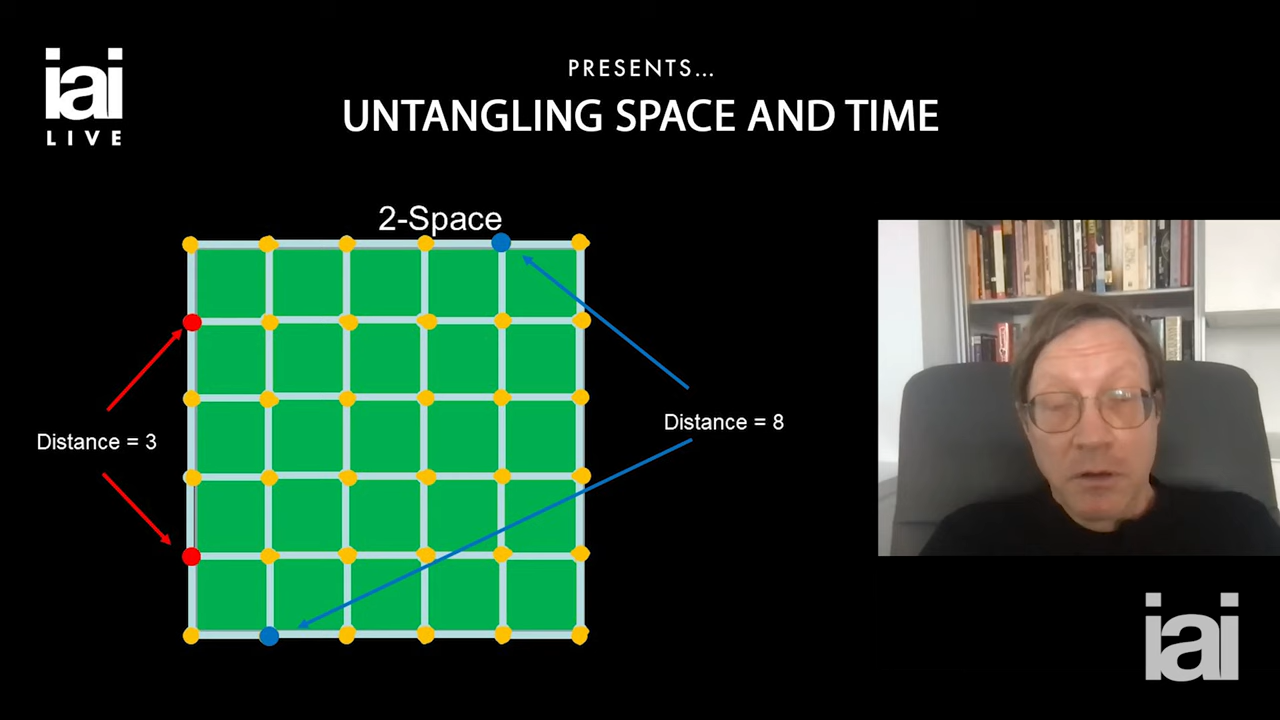 iai
LIVE
PRESENTS...
UNTANGLING SPACE AND TIME
2-Space
Distance = 3
Distance = 8
iai